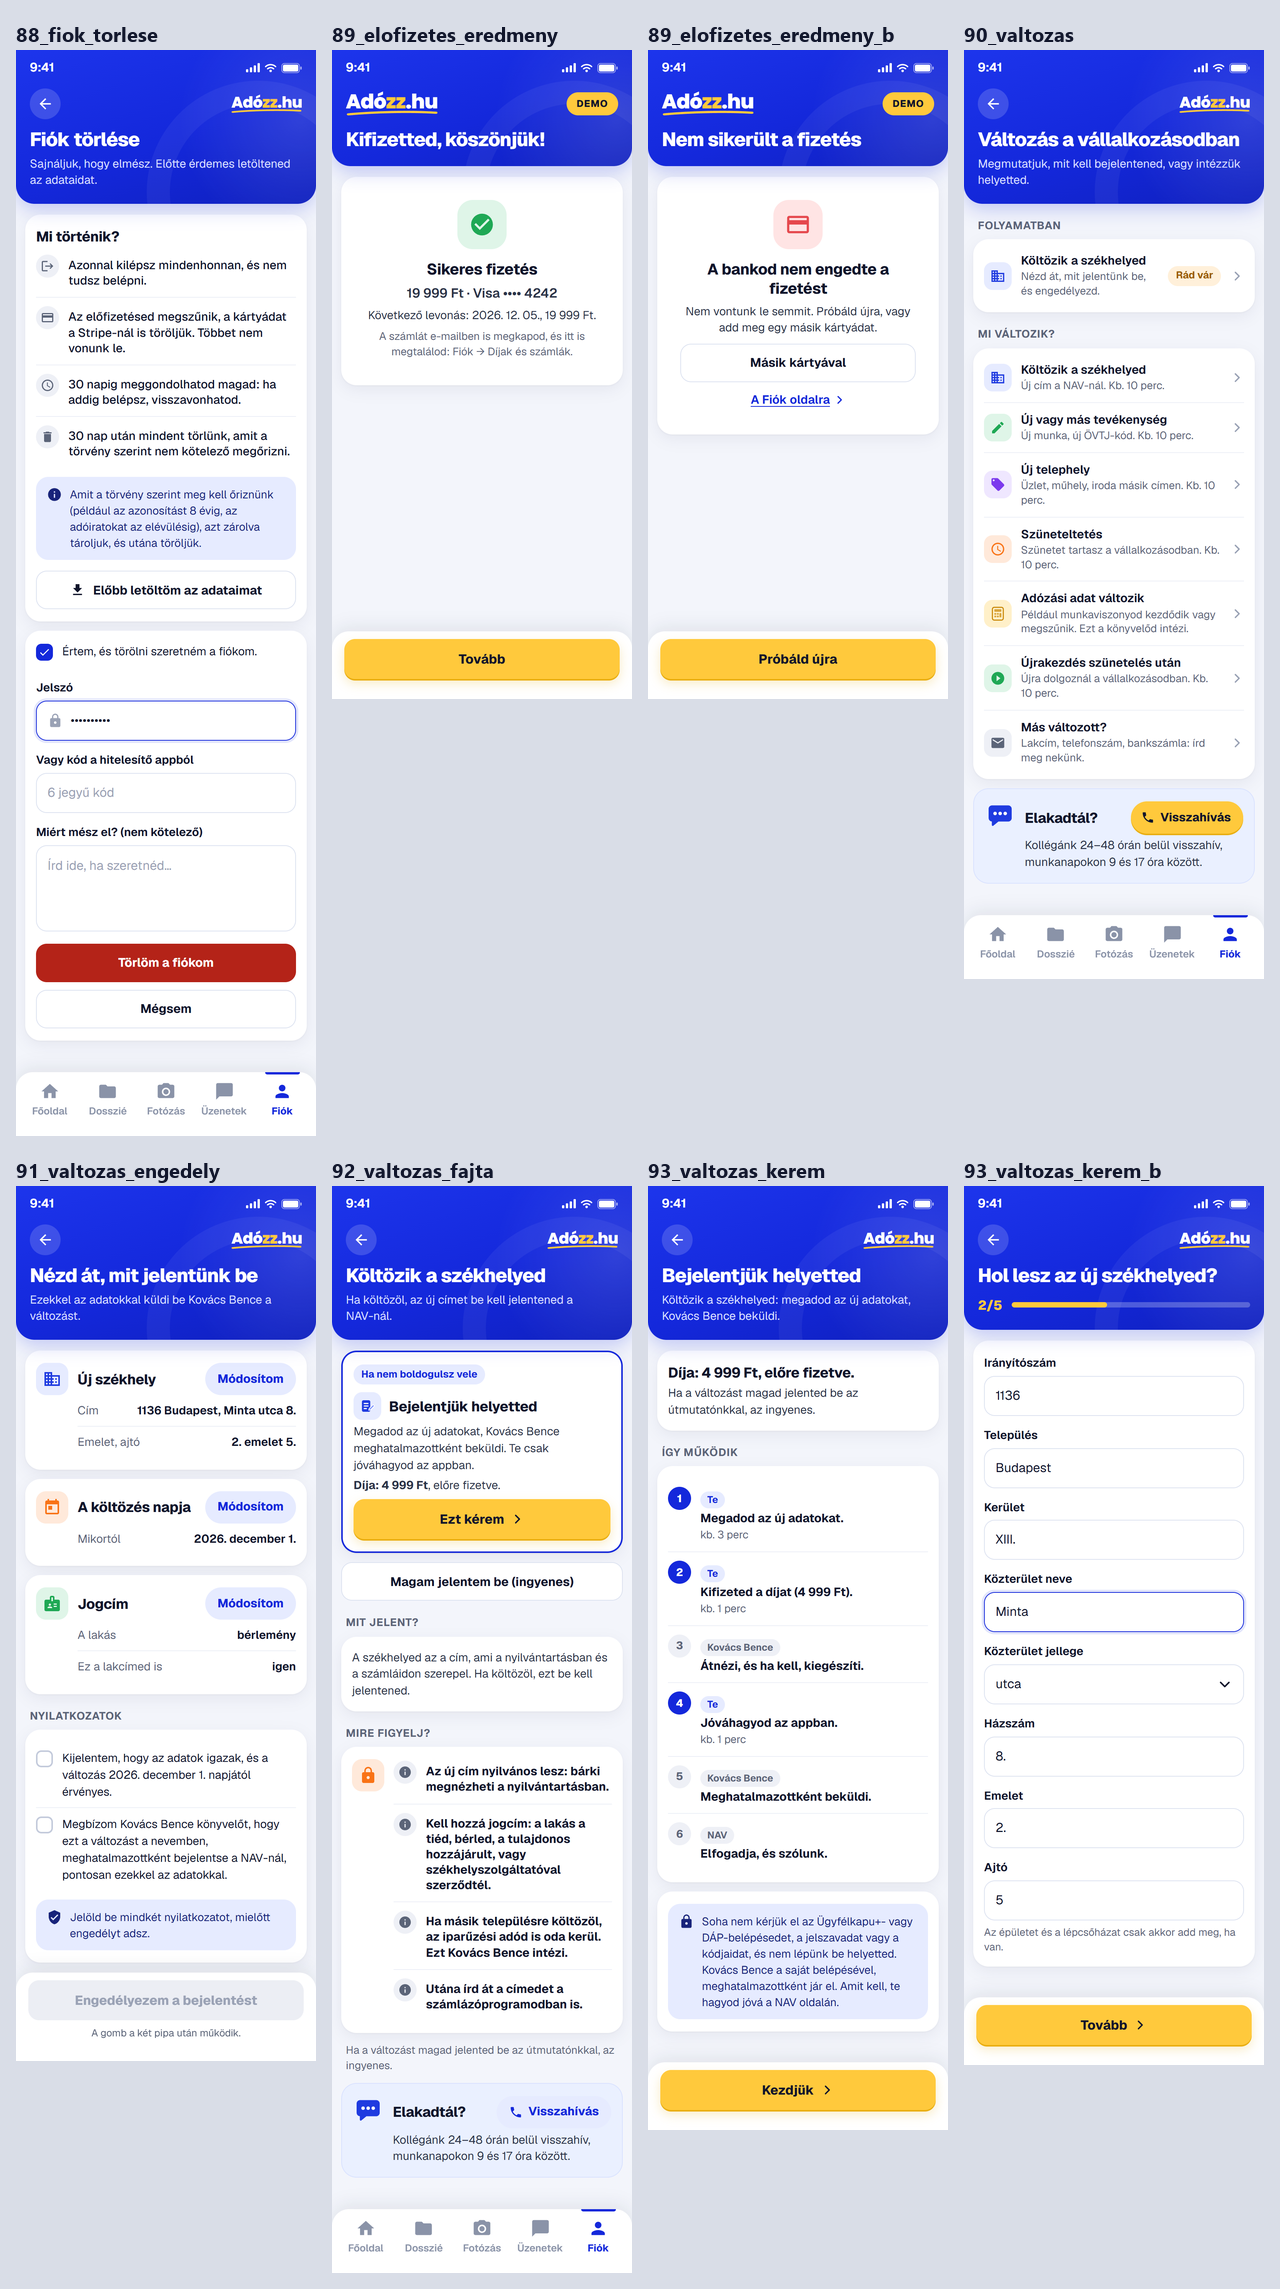 88_fiok_torlese
9:41
Adózz.hu
Fiók törlése
Sajnáljuk, hogy elmész. Előtte érdemes letöltened
az adataidat.
Mi történik?
Azonnal kilépsz mindenhonnan, és nem
tudsz belépni.
Az előfizetésed megszűnik, a kártyádat
a Stripe-nál is töröljük. Többet nem
vonunk le.
30 napig meggondolhatod magad: ha
addig belépsz, visszavonhatod.
30 nap után mindent törlünk, amit a
törvény szerint nem kötelező megőrizni.
Amit a törvény szerint meg kell őriznünk
(például az azonosítást 8 évig, az
adóiratokat az elévülésig), azt zárolva
tároljuk, és utána töröljük.
Előbb letöltöm az adataimat
Értem, és törölni szeretném a fiókom.
Jelszó
••••••••••
Vagy kód a hitelesítő appból
6 jegyű kód
Miért mész el? (nem kötelező)
Írd ide, ha szeretnéd...
Törlöm a fiókom
Mégsem
Főoldal
Dosszié
Fotózás
Üzenetek
Fiók
89_elofizetes_eredmeny
9:41
Adózz.hu
DEMO
Kifizetted, köszönjük!
Sikeres fizetés
19 999 Ft · Visa •••• 4242
Következő levonás: 2026. 12. 05., 19 999 Ft.
A számlát e-mailben is megkapod, és itt is
megtalálod: Fiók → Díjak és számlák.
Tovább
89_elofizetes_eredmeny_b
9:41
Adózz.hu
DEMO
Nem sikerült a fizetés
A bankod nem engedte a
fizetést
Nem vontunk le semmit. Próbáld újra, vagy
add meg egy másik kártyádat.
Másik kártyával
A Fiók oldalra
Próbáld újra
90_valtozas
9:41
Adózz.hu
Változás a vállalkozásodban
Megmutatjuk, mit kell bejelentened, vagy intézzük
helyetted.
FOLYAMATBAN
Költözik a székhelyed
Nézd át, mit jelentünk be,
és engedélyezd.
Rád vár
MI VÁLTOZIK?
Költözik a székhelyed
Új cím a NAV-nál. Kb. 10 perc.
Új vagy más tevékenység
Új munka, új ÖVTJ-kód. Kb. 10 perc.
Új telephely
Üzlet, műhely, iroda másik címen. Kb. 10
perc.
Szüneteltetés
Szünetet tartasz a vállalkozásodban. Kb.
10 perc.
Adózási adat változik
Például munkaviszonyod kezdődik vagy
megszűnik. Ezt a könyvelőd intézi.
Újrakezdés szünetelés után
Újra dolgoznál a vállalkozásodban. Kb.
10 perc.
Más változott?
Lakcím, telefonszám, bankszámla: írd
meg nekünk.
Elakadtál?
Visszahívás
Kollégánk 24–48 órán belül visszahív,
munkanapokon 9 és 17 óra között.
Főoldal
Dosszié
Fotózás
Üzenetek
Fiók
91_valtozas_engedely
9:41
Adózz.hu
Nézd át, mit jelentünk be
Ezekkel az adatokkal küldi be Kovács Bence a
változást.
Új székhely
Módosítom
Cím
1136 Budapest, Minta utca 8.
Emelet, ajtó
2. emelet 5.
A költözés napja
Módosítom
Mikortól
2026. december 1.
Jogcím
Módosítom
A lakás
bérlemény
Ez a lakcímed is
igen
NYILATKOZATOK
Kijelentem, hogy az adatok igazak, és a
változás 2026. december 1. napjától
érvényes.
Megbízom Kovács Bence könyvelőt, hogy
ezt a változást a nevemben,
meghatalmazottként bejelentse a NAV-nál,
pontosan ezekkel az adatokkal.
Jelöld be mindkét nyilatkozatot, mielőtt
engedélyt adsz.
Engedélyezem a bejelentést
A gomb a két pipa után működik.
92_valtozas_fajta
9:41
Adózz.hu
Költözik a székhelyed
Ha költözöl, az új címet be kell jelentened a
NAV-nál.
Ha nem boldogulsz vele
Bejelentjük helyetted
Megadod az új adatokat, Kovács Bence
meghatalmazottként beküldi. Te csak
jóváhagyod az appban.
Díja: 4 999 Ft, előre fizetve.
Ezt kérem
Magam jelentem be (ingyenes)
MIT JELENT?
A székhelyed az a cím, ami a nyilvántartásban és
a számláidon szerepel. Ha költözöl, ezt be kell
jelentened.
MIRE FIGYELJ?
Az új cím nyilvános lesz: bárki
megnézheti a nyilvántartásban.
Kell hozzá jogcím: a lakás a
tiéd, bérled, a tulajdonos
hozzájárult, vagy
székhelyszolgáltatóval
szerződtél.
Ha másik településre költözöl,
az iparűzési adód is oda kerül.
Ezt Kovács Bence intézi.
Utána írd át a címedet a
számlázóprogramodban is.
Ha a változást magad jelented be az útmutatónkkal, az
ingyenes.
Elakadtál?
Visszahívás
Kollégánk 24–48 órán belül visszahív,
munkanapokon 9 és 17 óra között.
Főoldal
Dosszié
Fotózás
Üzenetek
Fiók
93_valtozas_kerem
9:41
Adózz.hu
Bejelentjük helyetted
Költözik a székhelyed: megadod az új adatokat,
Kovács Bence beküldi.
Díja: 4 999 Ft, előre fizetve.
Ha a változást magad jelented be az
útmutatónkkal, az ingyenes.
ÍGY MŰKÖDIK
1
Te
Megadod az új adatokat.
kb. 3 perc
2
Te
Kifizeted a díjat (4 999 Ft).
kb. 1 perc
3
Kovács Bence
Átnézi, és ha kell, kiegészíti.
4
Te
Jóváhagyod az appban.
kb. 1 perc
5
Kovács Bence
Meghatalmazottként beküldi.
6
NAV
Elfogadja, és szólunk.
Soha nem kérjük el az Ügyfélkapu+- vagy
DÁP-belépésedet, a jelszavadat vagy a
kódjaidat, és nem lépünk be helyetted.
Kovács Bence a saját belépésével,
meghatalmazottként jár el. Amit kell, te
hagyod jóvá a NAV oldalán.
Kezdjük
93_valtozas_kerem_b
9:41
Adózz.hu
Hol lesz az új székhelyed?
2/5
Irányítószám
1136
Település
Budapest
Kerület
XIII.
Közterület neve
Minta
Közterület jellege
utca
Házszám
8.
Emelet
2.
Ajtó
5
Az épületet és a lépcsőházat csak akkor add meg, ha
van.
Tovább